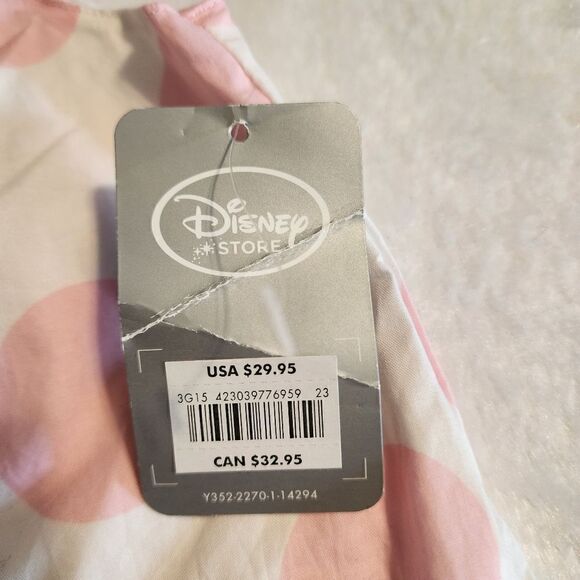 Disney
STORE
USA $29.95
3G15 423039776959 23
CAN $32.95
Y352-2270-1-14294